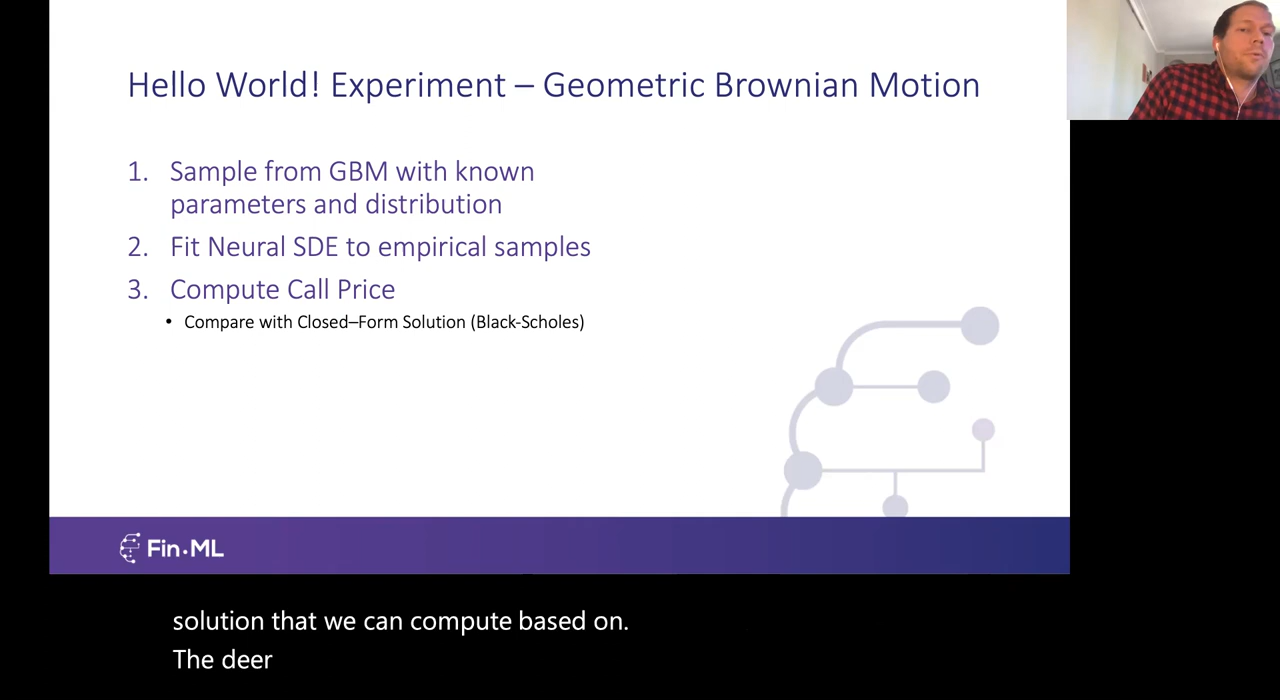 Hello World! Experiment – Geometric Brownian Motion
1. Sample from GBM with known
parameters and distribution
2. Fit Neural SDE to empirical samples
3. Compute Call Price
• Compare with Closed–Form Solution (Black-Scholes)
Fin·ML
solution that we can compute based on.
The deer